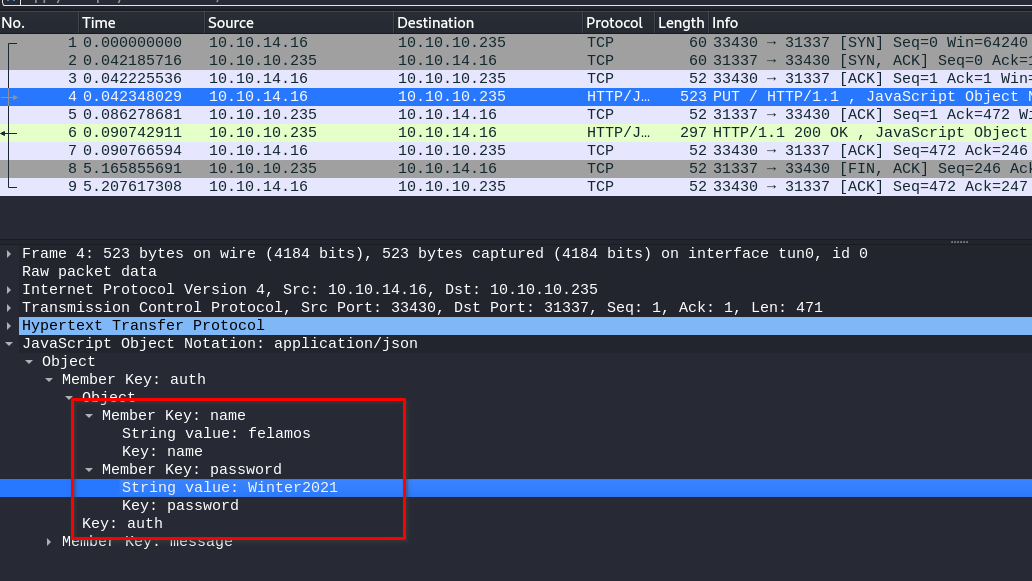 No. Time Source Destination Protocol Length Info
1 0.000000000 10.10.14.16 10.10.10.235 TCP 60 33430 → 31337 [SYN] Seq=0 Win=64240
2 0.042185716 10.10.10.235 10.10.14.16 TCP 60 31337 → 33430 [SYN, ACK] Seq=0 Ack=1
3 0.042225536 10.10.14.16 10.10.10.235 TCP 52 33430 → 31337 [ACK] Seq=1 Ack=1 Win=
4 0.042348029 10.10.14.16 10.10.10.235 HTTP/J… 523 PUT / HTTP/1.1 , JavaScript Object
5 0.086278681 10.10.10.235 10.10.14.16 TCP 52 31337 → 33430 [ACK] Seq=1 Ack=472 Wi
6 0.090742911 10.10.10.235 10.10.14.16 HTTP/J… 297 HTTP/1.1 200 OK , JavaScript Object
7 0.090766594 10.10.14.16 10.10.10.235 TCP 52 33430 → 31337 [ACK] Seq=472 Ack=246
8 5.165855691 10.10.10.235 10.10.14.16 TCP 52 31337 → 33430 [FIN, ACK] Seq=246 Ack
9 5.207617308 10.10.14.16 10.10.10.235 TCP 52 33430 → 31337 [ACK] Seq=472 Ack=247
Frame 4: 523 bytes on wire (4184 bits), 523 bytes captured (4184 bits) on interface tun0, id 0
Raw packet data
Internet Protocol Version 4, Src: 10.10.14.16, Dst: 10.10.10.235
Transmission Control Protocol, Src Port: 33430, Dst Port: 31337, Seq: 1, Ack: 1, Len: 471
Hypertext Transfer Protocol
JavaScript Object Notation: application/json
Object
Member Key: auth
Object
Member Key: name
String value: felamos
Key: name
Member Key: password
String value: Winter2021
Key: password
Key: auth
Member Key: message